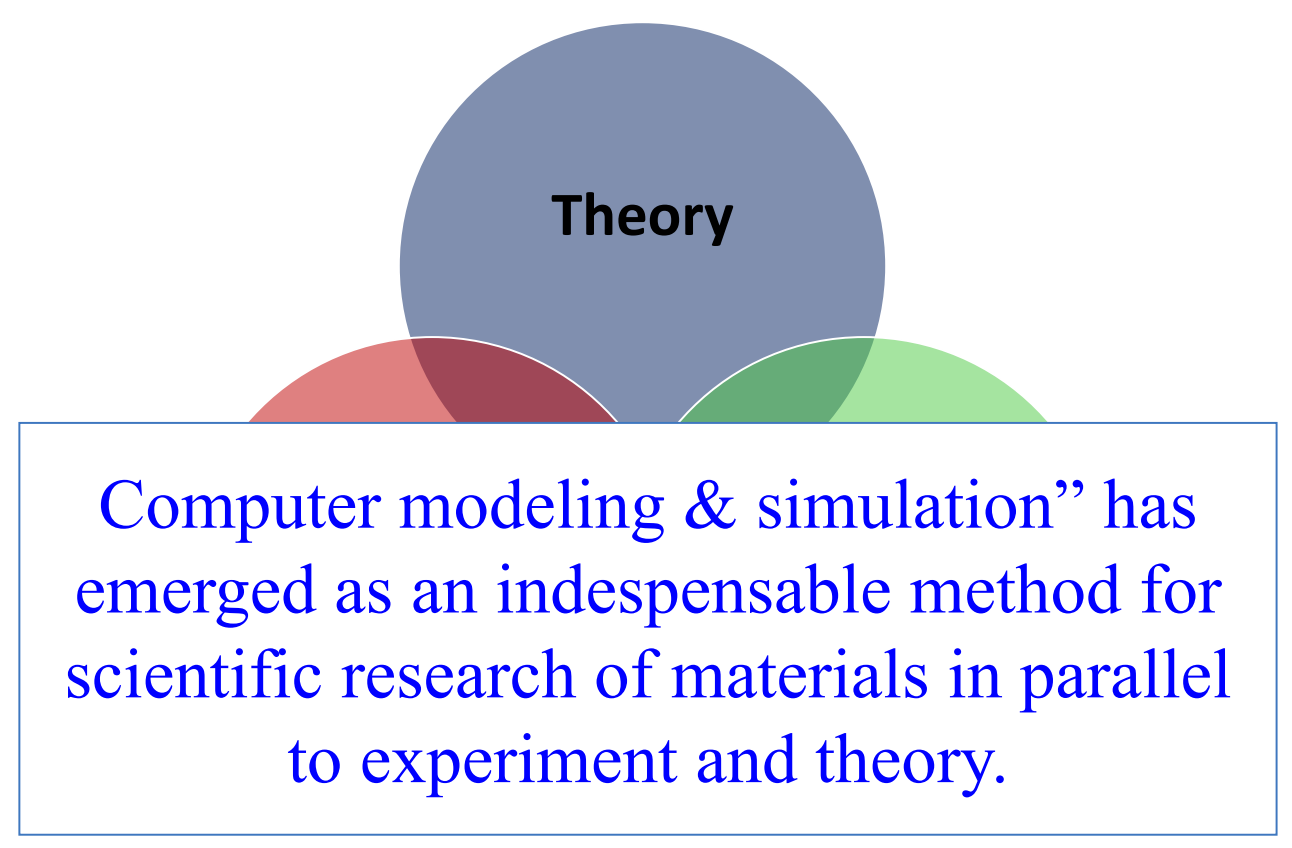 Theory
Computer modeling & simulation” has
emerged as an indespensable method for
scientific research of materials in parallel
to experiment and theory.